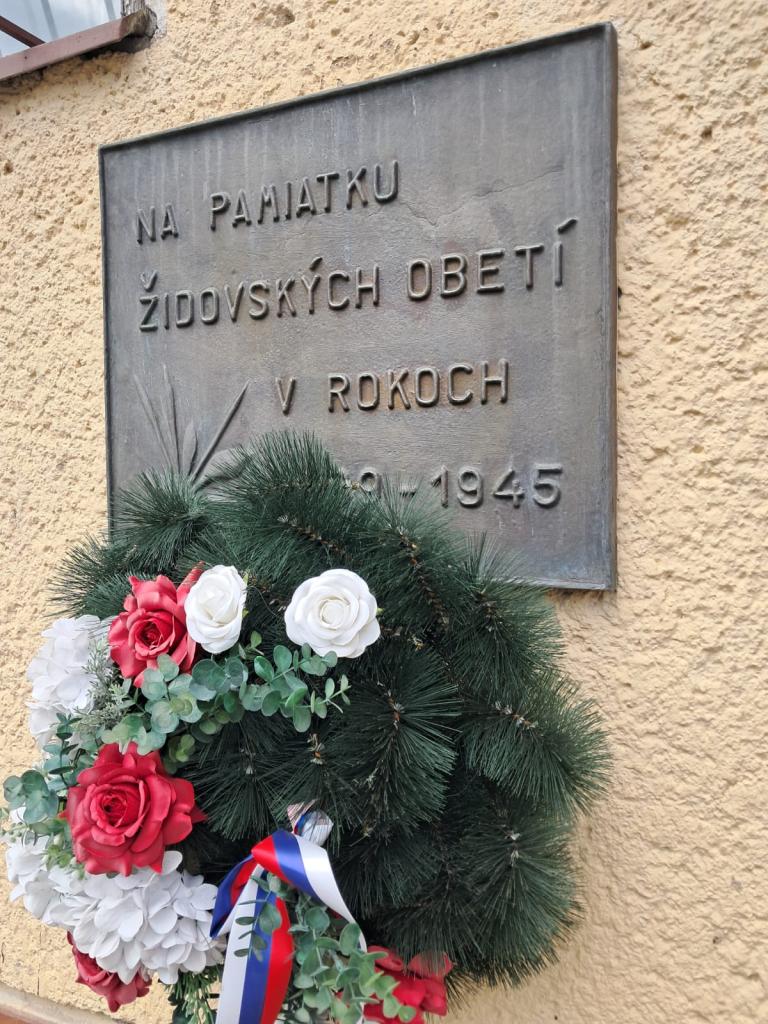 NA PAMIATKU
ŽIDOVSKÝCH OBETÍ
V ROKOCH
-1945